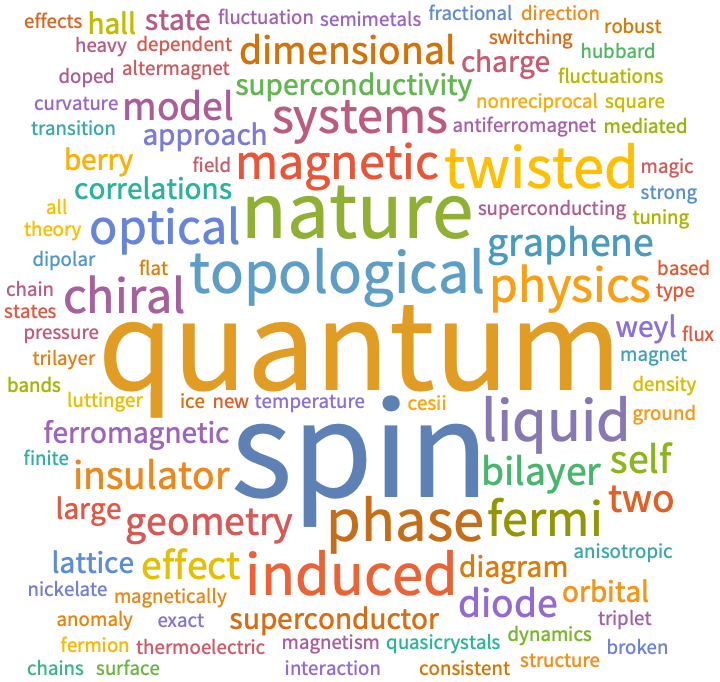 effects hall state fluctuation semimetals fractional direction robust
heavy dependent dimensional charge switching hubbard
doped altermagnet superconductivity fluctuations
curvature model systems nonreciprocal square
transition approach antiferromagnet mediated
berry field magnetic twisted magic
correlations nature superconducting strong
all theory optical graphene tuning
dipolar flat topological physics based
chain chiral type
states quantum weyl flux
pressure magnet
trilayer
bands luttinger ice new temperature cesii density
ferromagnetic spin liquid ground
finite insulator bilayer self
large geometry phase fermi two
lattice effect induced diagram anisotropic
nickelate magnetically diode orbital
anomaly exact superconductor triplet
fermion thermoelectric magnetism quasicrystals dynamics broken
chains surface interaction consistent structure